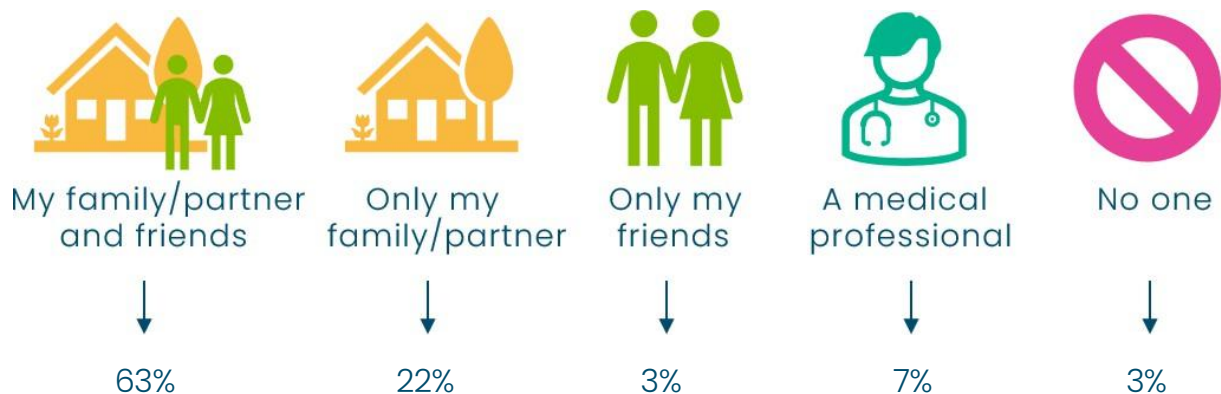 My family/partner
and friends
Only my
family/partner
Only my
friends
A medical
professional
No one
63%
22%
3%
7%
3%